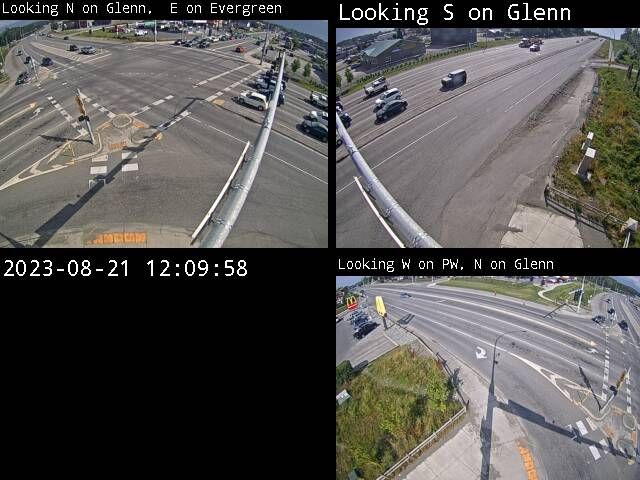 Looking N on Glenn, E on Evergreen
Looking S on Glenn
2023-08-21 12:09:58
Looking W on PW, N on Glenn